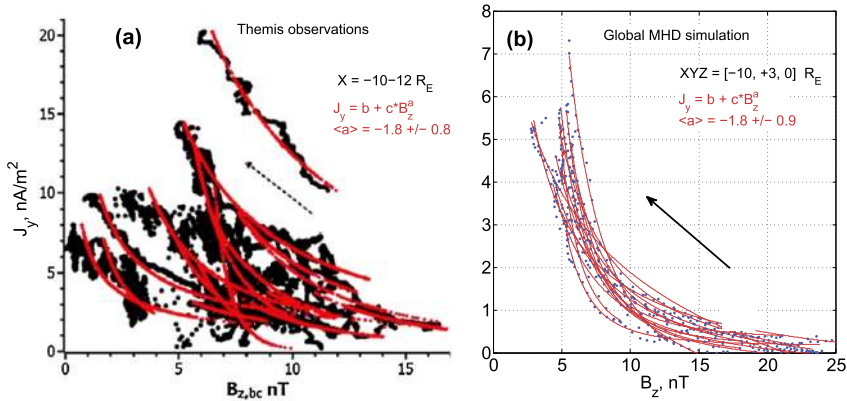 (a)
Themis observations
X = −10−12 R_E
J_y = b + c*B_z^a
<a> = −1.8 +/− 0.8
J_y, nA/m²
20
15
10
5
0
0 5 10 15
B_z,bc nT
(b)
Global MHD simulation
XYZ = [−10, +3, 0] R_E
J_y = b + c*B_z^a
<a> = −1.8 +/− 0.9
8
7
6
5
4
3
2
1
0
0 5 10 15 20 25
B_z, nT